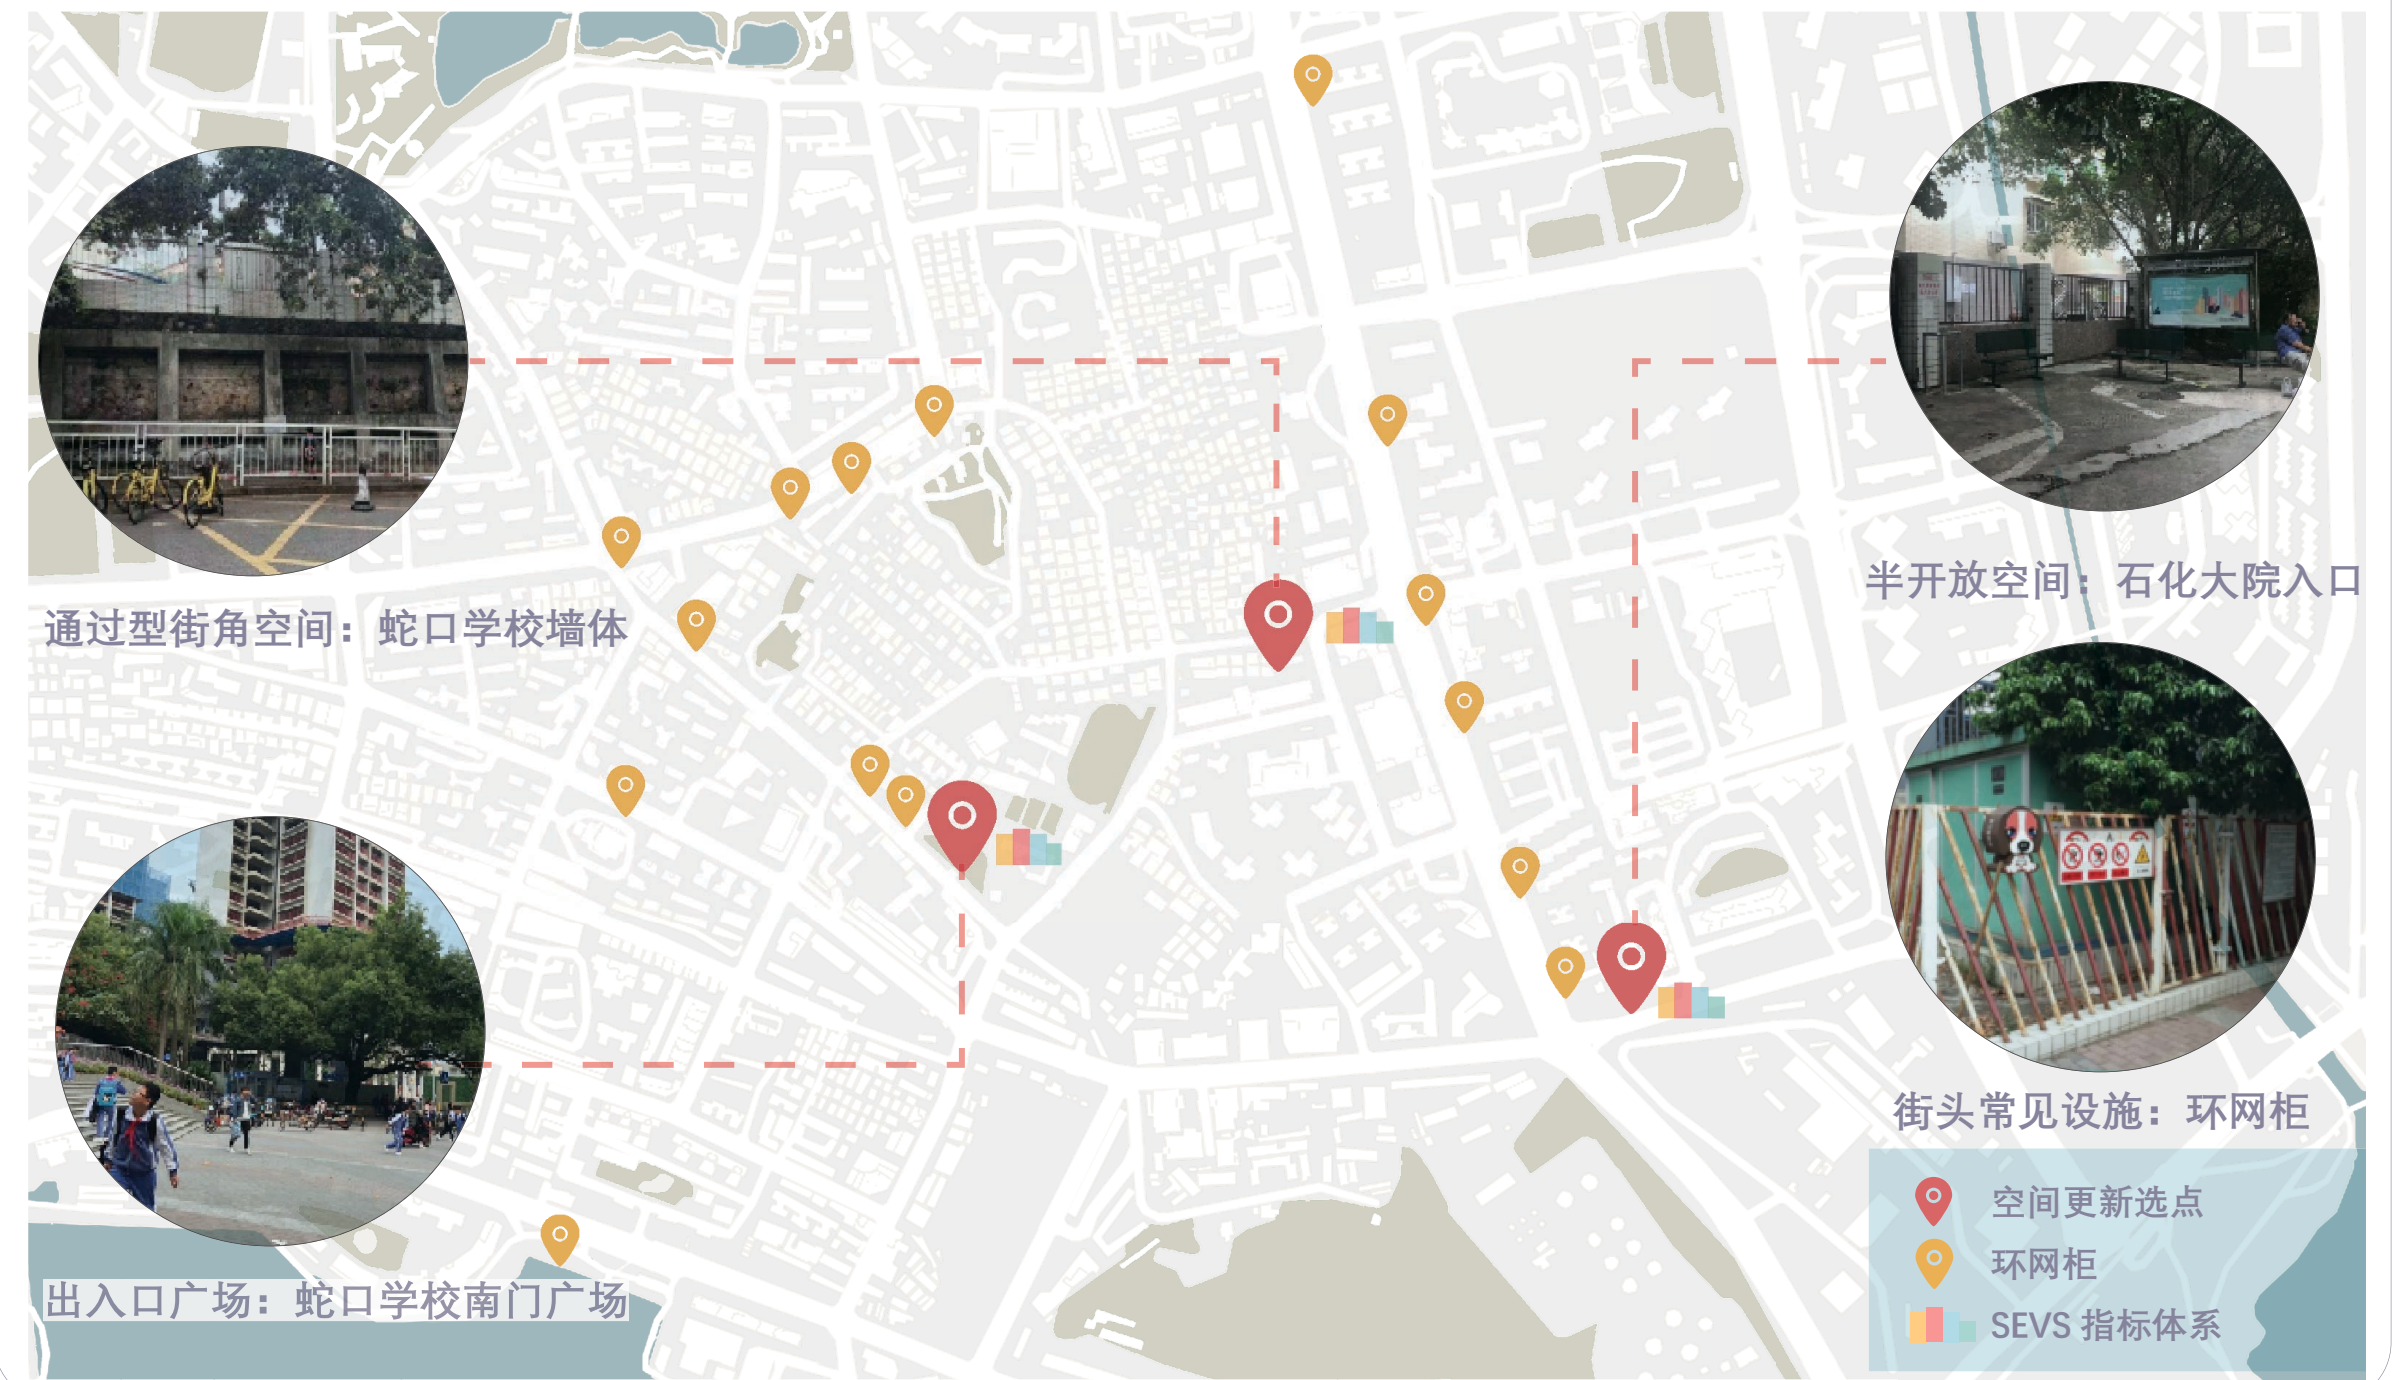 通过型街角空间：蛇口学校墙体
半开放空间：石化大院入口
出入口广场：蛇口学校南门广场
街头常见设施：环网柜
空间更新选点
环网柜
SEVS 指标体系